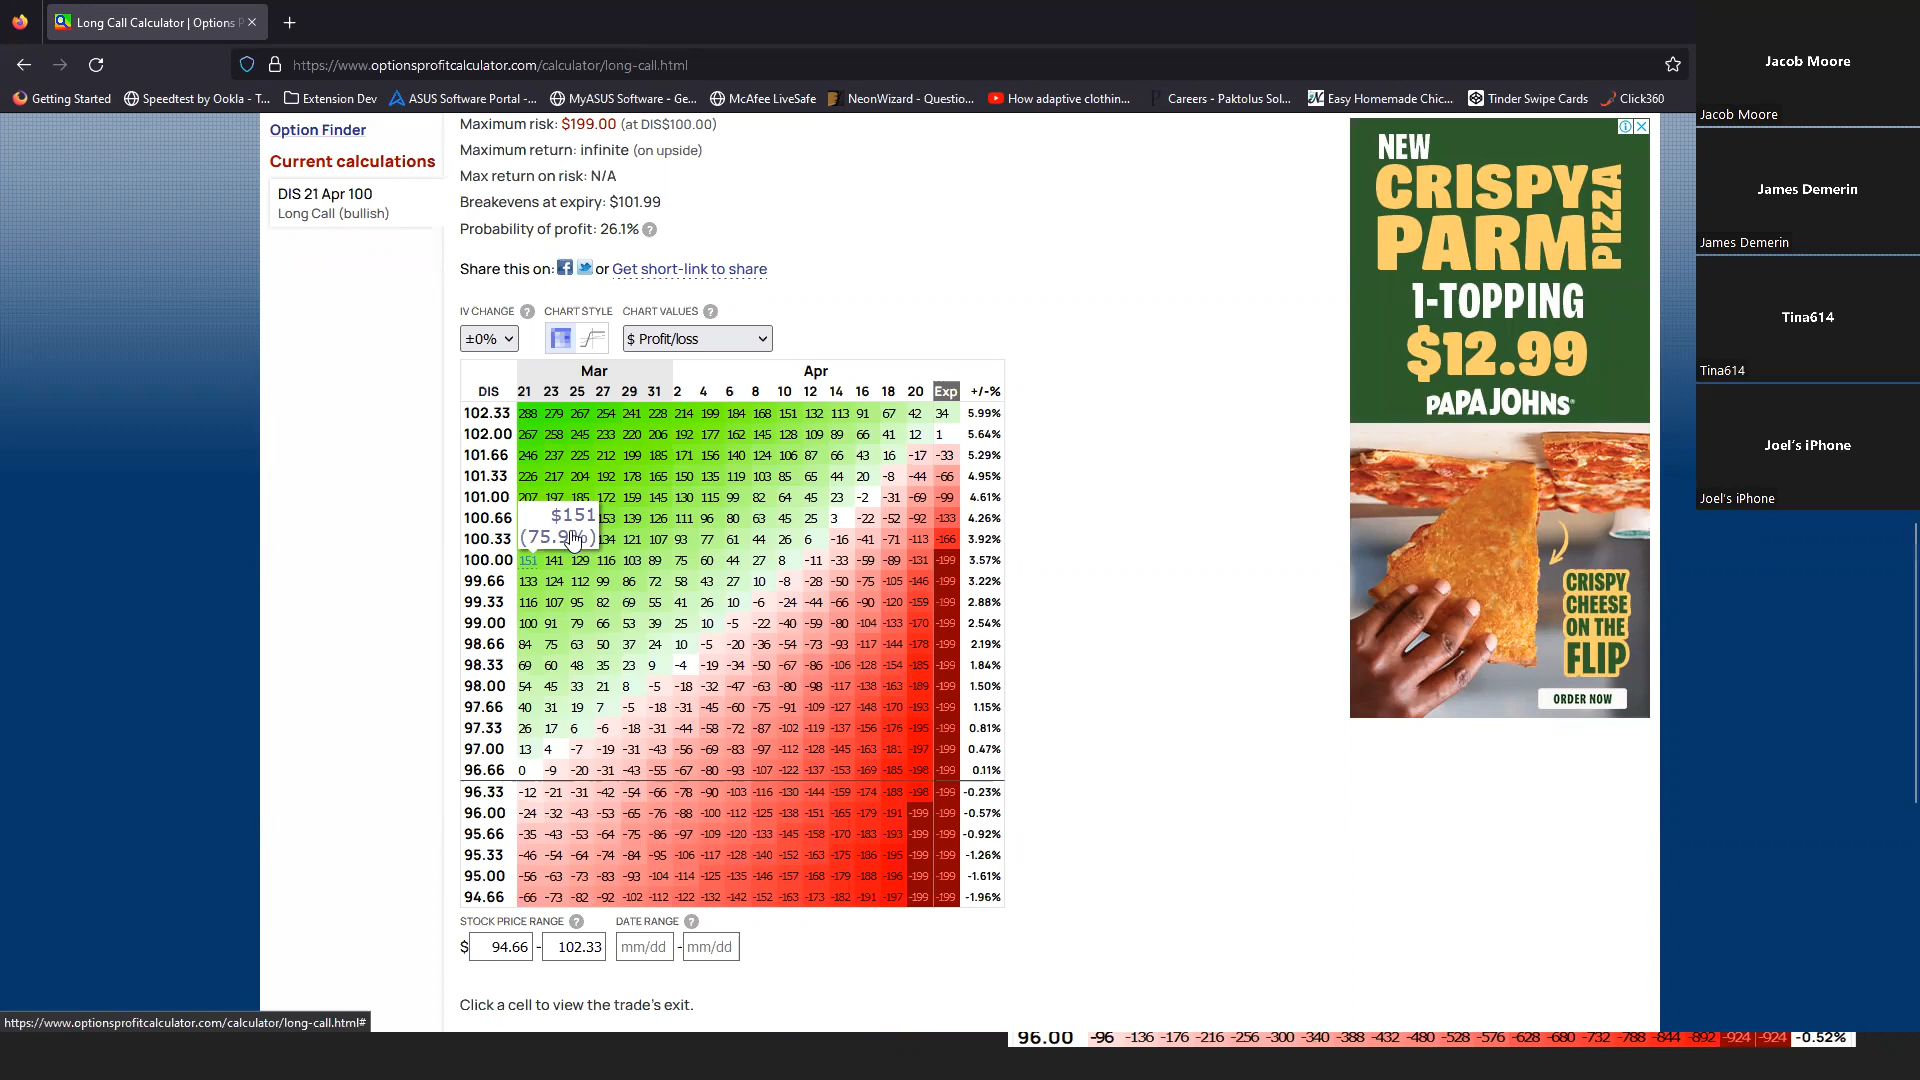 Long Call Calculator | Options P
https://www.optionsprofitcalculator.com/calculator/long-call.html
Getting Started
Speedtest by Ookla - T...
Extension Dev
ASUS Software Portal -...
MyASUS Software - Ge...
McAfee LiveSafe
NeonWizard - Questio...
How adaptive clothin...
Careers - Paktolus Sol...
Easy Homemade Chic...
Tinder Swipe Cards
Click360
Option Finder
Current calculations
DIS 21 Apr 100
Long Call (bullish)
Maximum risk: $199.00 (at DIS$100.00)
Maximum return: infinite (on upside)
Max return on risk: N/A
Breakevens at expiry: $101.99
Probability of profit: 26.1% ?
Share this on: or Get short-link to share
IV CHANGE ? CHART STYLE CHART VALUES ?
±0% $ Profit/loss
Mar Apr
DIS 21 23 25 27 29 31 2 4 6 8 10 12 14 16 18 20 Exp +/-%
102.33 288 279 267 254 241 228 214 199 184 168 151 132 113 91 67 42 34 5.99%
102.00 267 258 245 233 220 206 192 177 162 145 128 109 89 66 41 12 1 5.64%
101.66 246 237 225 212 199 185 171 156 140 124 106 87 66 43 16 -17 -33 5.29%
101.33 226 217 204 192 178 165 150 135 119 103 85 65 44 20 -8 -44 -66 4.95%
101.00 207 197 185 172 159 145 130 115 99 82 64 45 23 -2 -31 -69 -99 4.61%
100.66 153 139 126 111 96 80 63 45 25 3 -22 -52 -92 -133 4.26%
$151
(75.9%)
100.33 134 121 107 93 77 61 44 26 6 -16 -41 -71 -113 -166 3.92%
100.00 151 141 129 116 103 89 75 60 44 27 8 -11 -33 -59 -89 -131 -199 3.57%
99.66 133 124 112 99 86 72 58 43 27 10 -8 -28 -50 -75 -105 -146 -199 3.22%
99.33 116 107 95 82 69 55 41 26 10 -6 -24 -44 -66 -90 -120 -159 -199 2.88%
99.00 100 91 79 66 53 39 25 10 -5 -22 -40 -59 -80 -104 -133 -170 -199 2.54%
98.66 84 75 63 50 37 24 10 -5 -20 -36 -54 -73 -93 -117 -144 -178 -199 2.19%
98.33 69 60 48 35 23 9 -4 -19 -34 -50 -67 -86 -106 -128 -154 -185 -199 1.84%
98.00 54 45 33 21 8 -5 -18 -32 -47 -63 -80 -98 -117 -138 -163 -189 -199 1.50%
97.66 40 31 19 7 -5 -18 -31 -45 -60 -75 -91 -109 -127 -148 -170 -193 -199 1.15%
97.33 26 17 6 -6 -18 -31 -44 -58 -72 -87 -102 -119 -137 -156 -176 -195 -199 0.81%
97.00 13 4 -7 -19 -31 -43 -56 -69 -83 -97 -112 -128 -145 -163 -181 -197 -199 0.47%
96.66 0 -9 -20 -31 -43 -55 -67 -80 -93 -107 -122 -137 -153 -169 -185 -198 -199 0.11%
96.33 -12 -21 -31 -42 -54 -66 -78 -90 -103 -116 -130 -144 -159 -174 -188 -198 -199 -0.23%
96.00 -24 -32 -43 -53 -65 -76 -88 -100 -112 -125 -138 -151 -165 -179 -191 -199 -199 -0.57%
95.66 -35 -43 -53 -64 -75 -86 -97 -109 -120 -133 -145 -158 -170 -183 -193 -199 -199 -0.92%
95.33 -46 -54 -64 -74 -84 -95 -106 -117 -128 -140 -152 -163 -175 -186 -195 -199 -199 -1.26%
95.00 -56 -63 -73 -83 -93 -104 -114 -125 -135 -146 -157 -168 -179 -188 -196 -199 -199 -1.61%
94.66 -66 -73 -82 -92 -102 -112 -122 -132 -142 -152 -163 -173 -182 -191 -197 -199 -199 -1.96%
STOCK PRICE RANGE ? DATE RANGE ?
$ 94.66 - 102.33 mm/dd - mm/dd
Click a cell to view the trade's exit.
https://www.optionsprofitcalculator.com/calculator/long-call.html#
96.00 -96 -136 -176 -216 -256 -300 -340 -388 -432 -480 -528 -576 -628 -680 -732 -788 -844 -892 -924 -924 -0.52%
NEW
CRISPY
PARM
PIZZA
1-TOPPING
$12.99
PAPA JOHNs
CRISPY
CHEESE
ON THE
FLIP
ORDER NOW
Jacob Moore
Jacob Moore
James Demerin
James Demerin
Tina614
Tina614
Joel's iPhone
Joel's iPhone